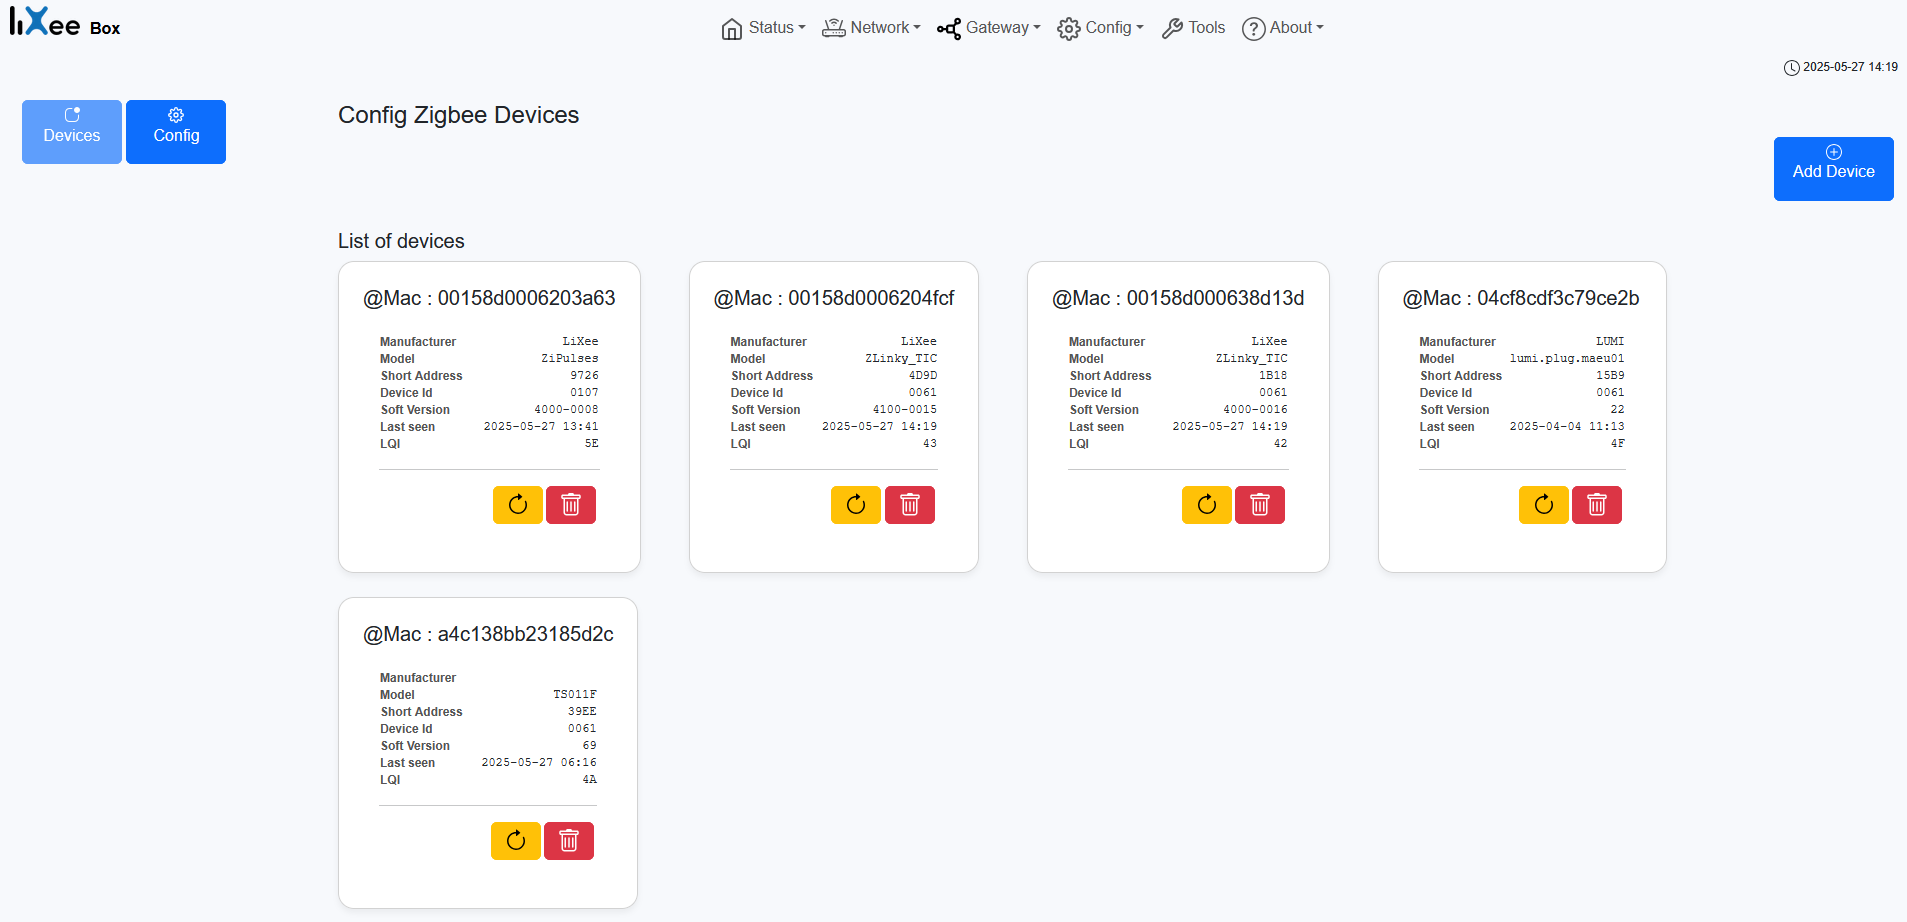 liXee Box
Status Network Gateway Config Tools ? About
2025-05-27 14:19
Devices
Config
Config Zigbee Devices
Add Device
List of devices
@Mac : 00158d0006203a63
Manufacturer LiXee
Model ZiPulses
Short Address 9726
Device Id 0107
Soft Version 4000-0008
Last seen 2025-05-27 13:41
LQI 5E
@Mac : 00158d0006204fcf
Manufacturer LiXee
Model ZLinky_TIC
Short Address 4D9D
Device Id 0061
Soft Version 4100-0015
Last seen 2025-05-27 14:19
LQI 43
@Mac : 00158d000638d13d
Manufacturer LiXee
Model ZLinky_TIC
Short Address 1B18
Device Id 0061
Soft Version 4000-0016
Last seen 2025-05-27 14:19
LQI 42
@Mac : 04cf8cdf3c79ce2b
Manufacturer LUMI
Model lumi.plug.maeu01
Short Address 15B9
Device Id 0061
Soft Version 22
Last seen 2025-04-04 11:13
LQI 4F
@Mac : a4c138bb23185d2c
Manufacturer
Model TS011F
Short Address 39EE
Device Id 0061
Soft Version 69
Last seen 2025-05-27 06:16
LQI 4A